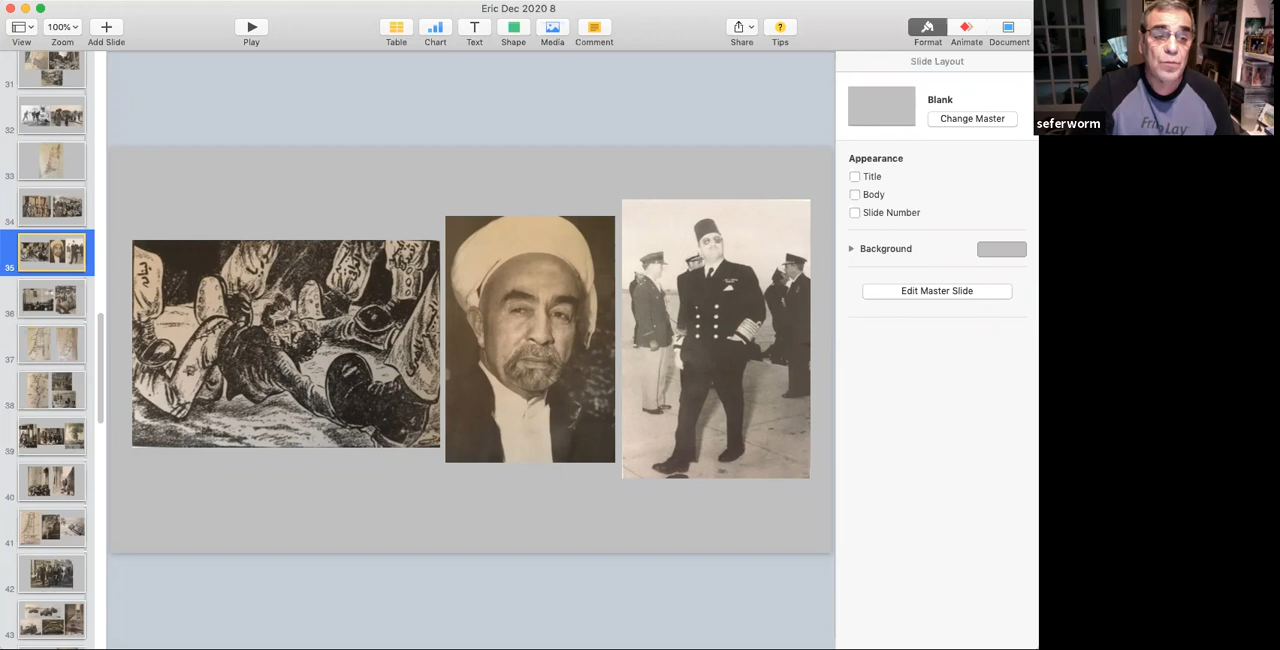 Eric Dec 2020 8
100%
View
Zoom
Add Slide
Play
Table
Chart
Text
Shape
Media
Comment
Share
Tips
Format
Animate
Document
Slide Layout
Blank
Change Master
Appearance
Title
Body
Slide Number
Background
Edit Master Slide
31
32
33
34
35
36
37
38
39
40
41
42
43
seferworm